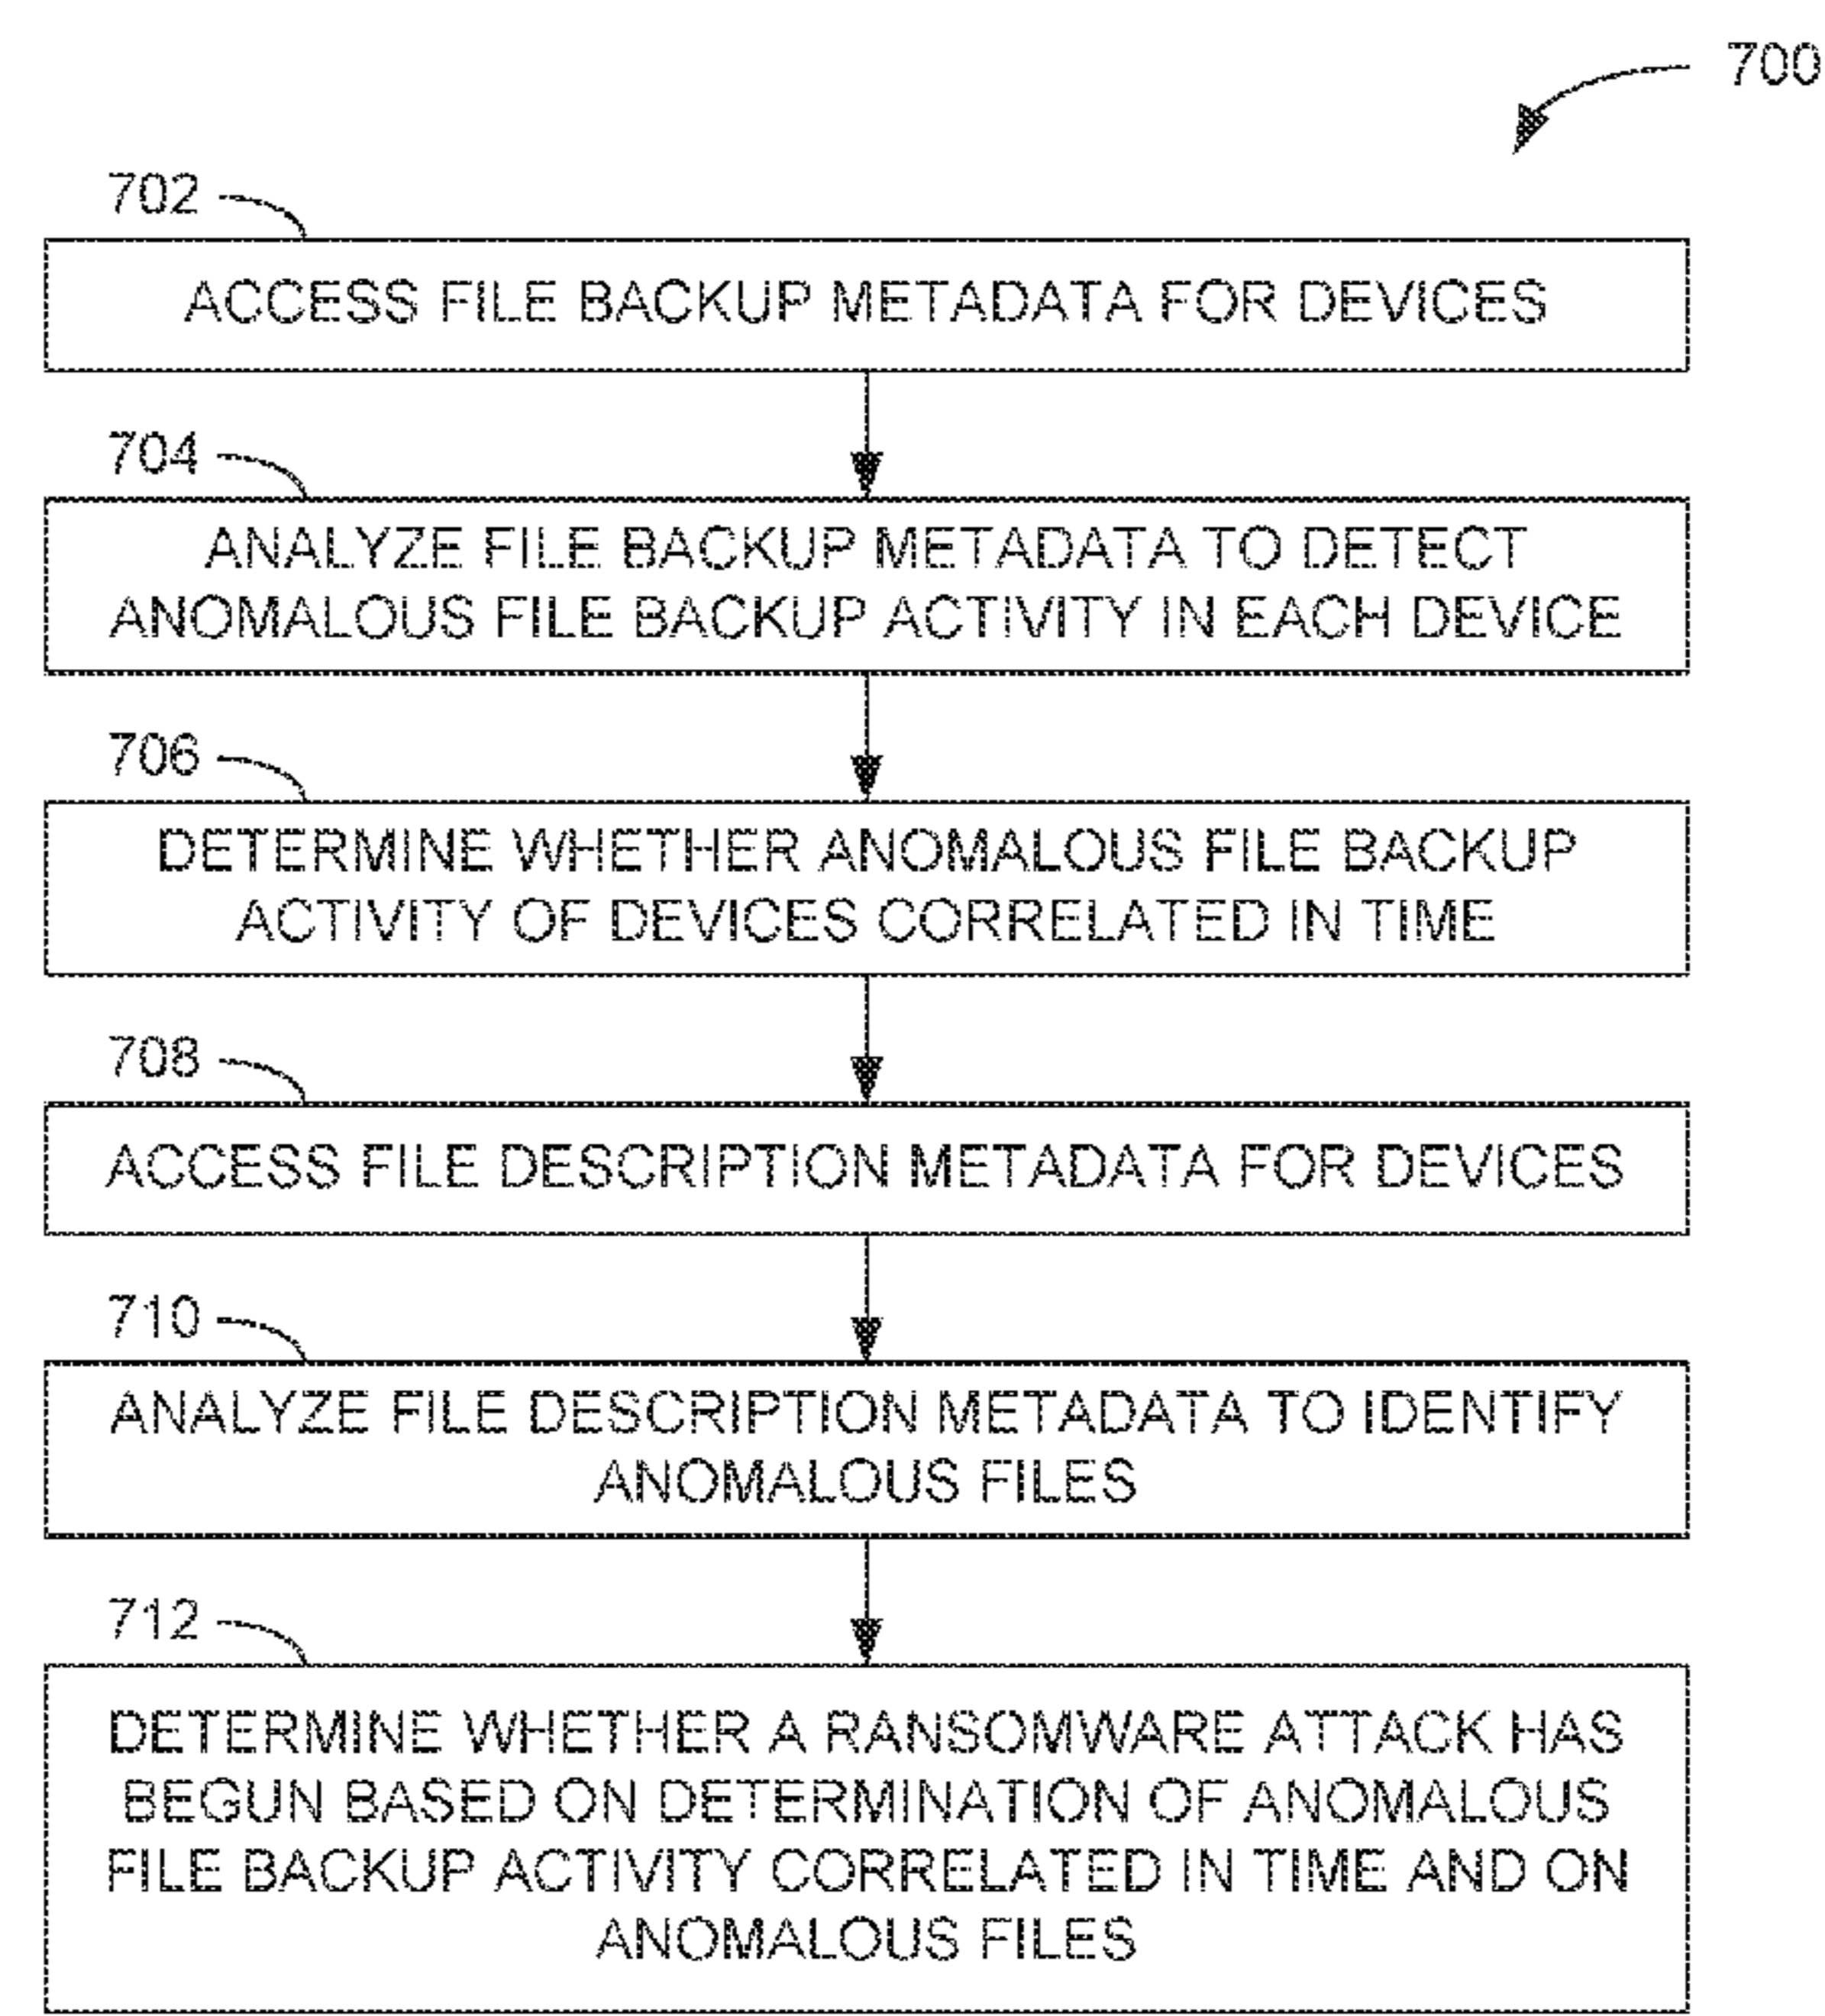 700
702
ACCESS FILE BACKUP METADATA FOR DEVICES
704
ANALYZE FILE BACKUP METADATA TO DETECT
ANOMALOUS FILE BACKUP ACTIVITY IN EACH DEVICE
706
DETERMINE WHETHER ANOMALOUS FILE BACKUP
ACTIVITY OF DEVICES CORRELATED IN TIME
708
ACCESS FILE DESCRIPTION METADATA FOR DEVICES
710
ANALYZE FILE DESCRIPTION METADATA TO IDENTIFY
ANOMALOUS FILES
712
DETERMINE WHETHER A RANSOMWARE ATTACK HAS
BEGUN BASED ON DETERMINATION OF ANOMALOUS
FILE BACKUP ACTIVITY CORRELATED IN TIME AND ON
ANOMALOUS FILES